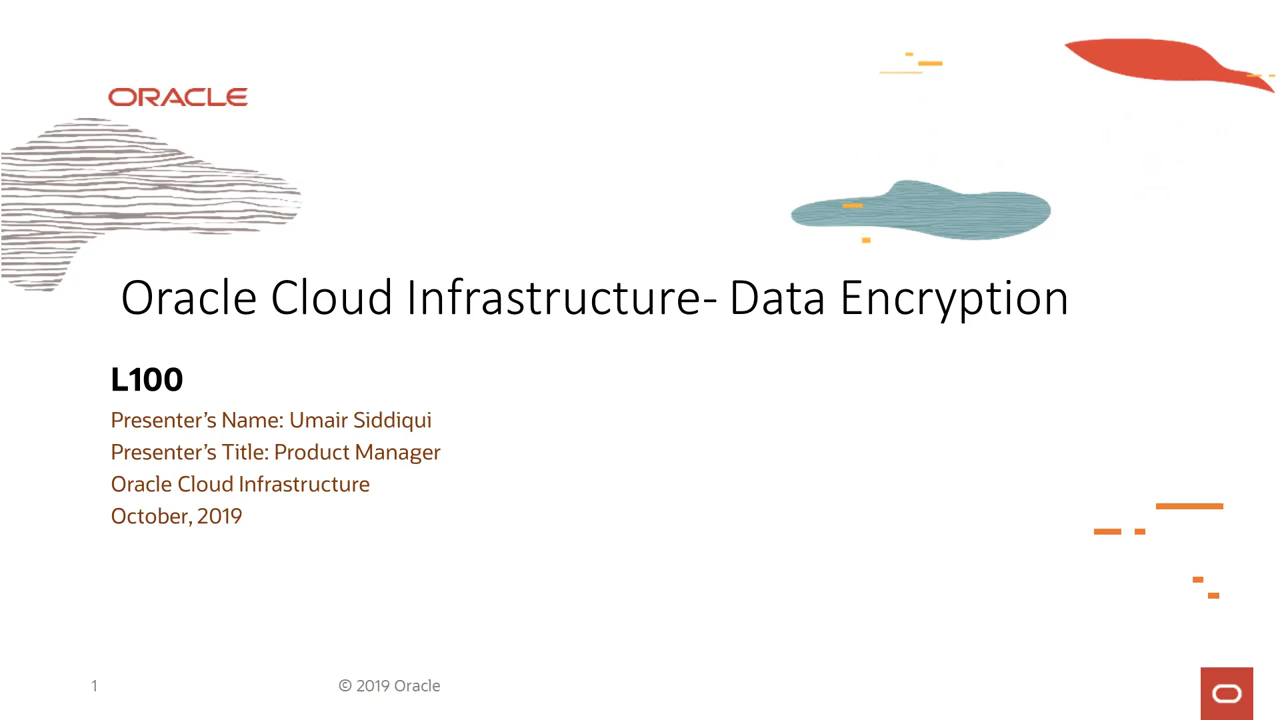 ORACLE
Oracle Cloud Infrastructure- Data Encryption
L100
Presenter’s Name: Umair Siddiqui
Presenter’s Title: Product Manager
Oracle Cloud Infrastructure
October, 2019
1
© 2019 Oracle